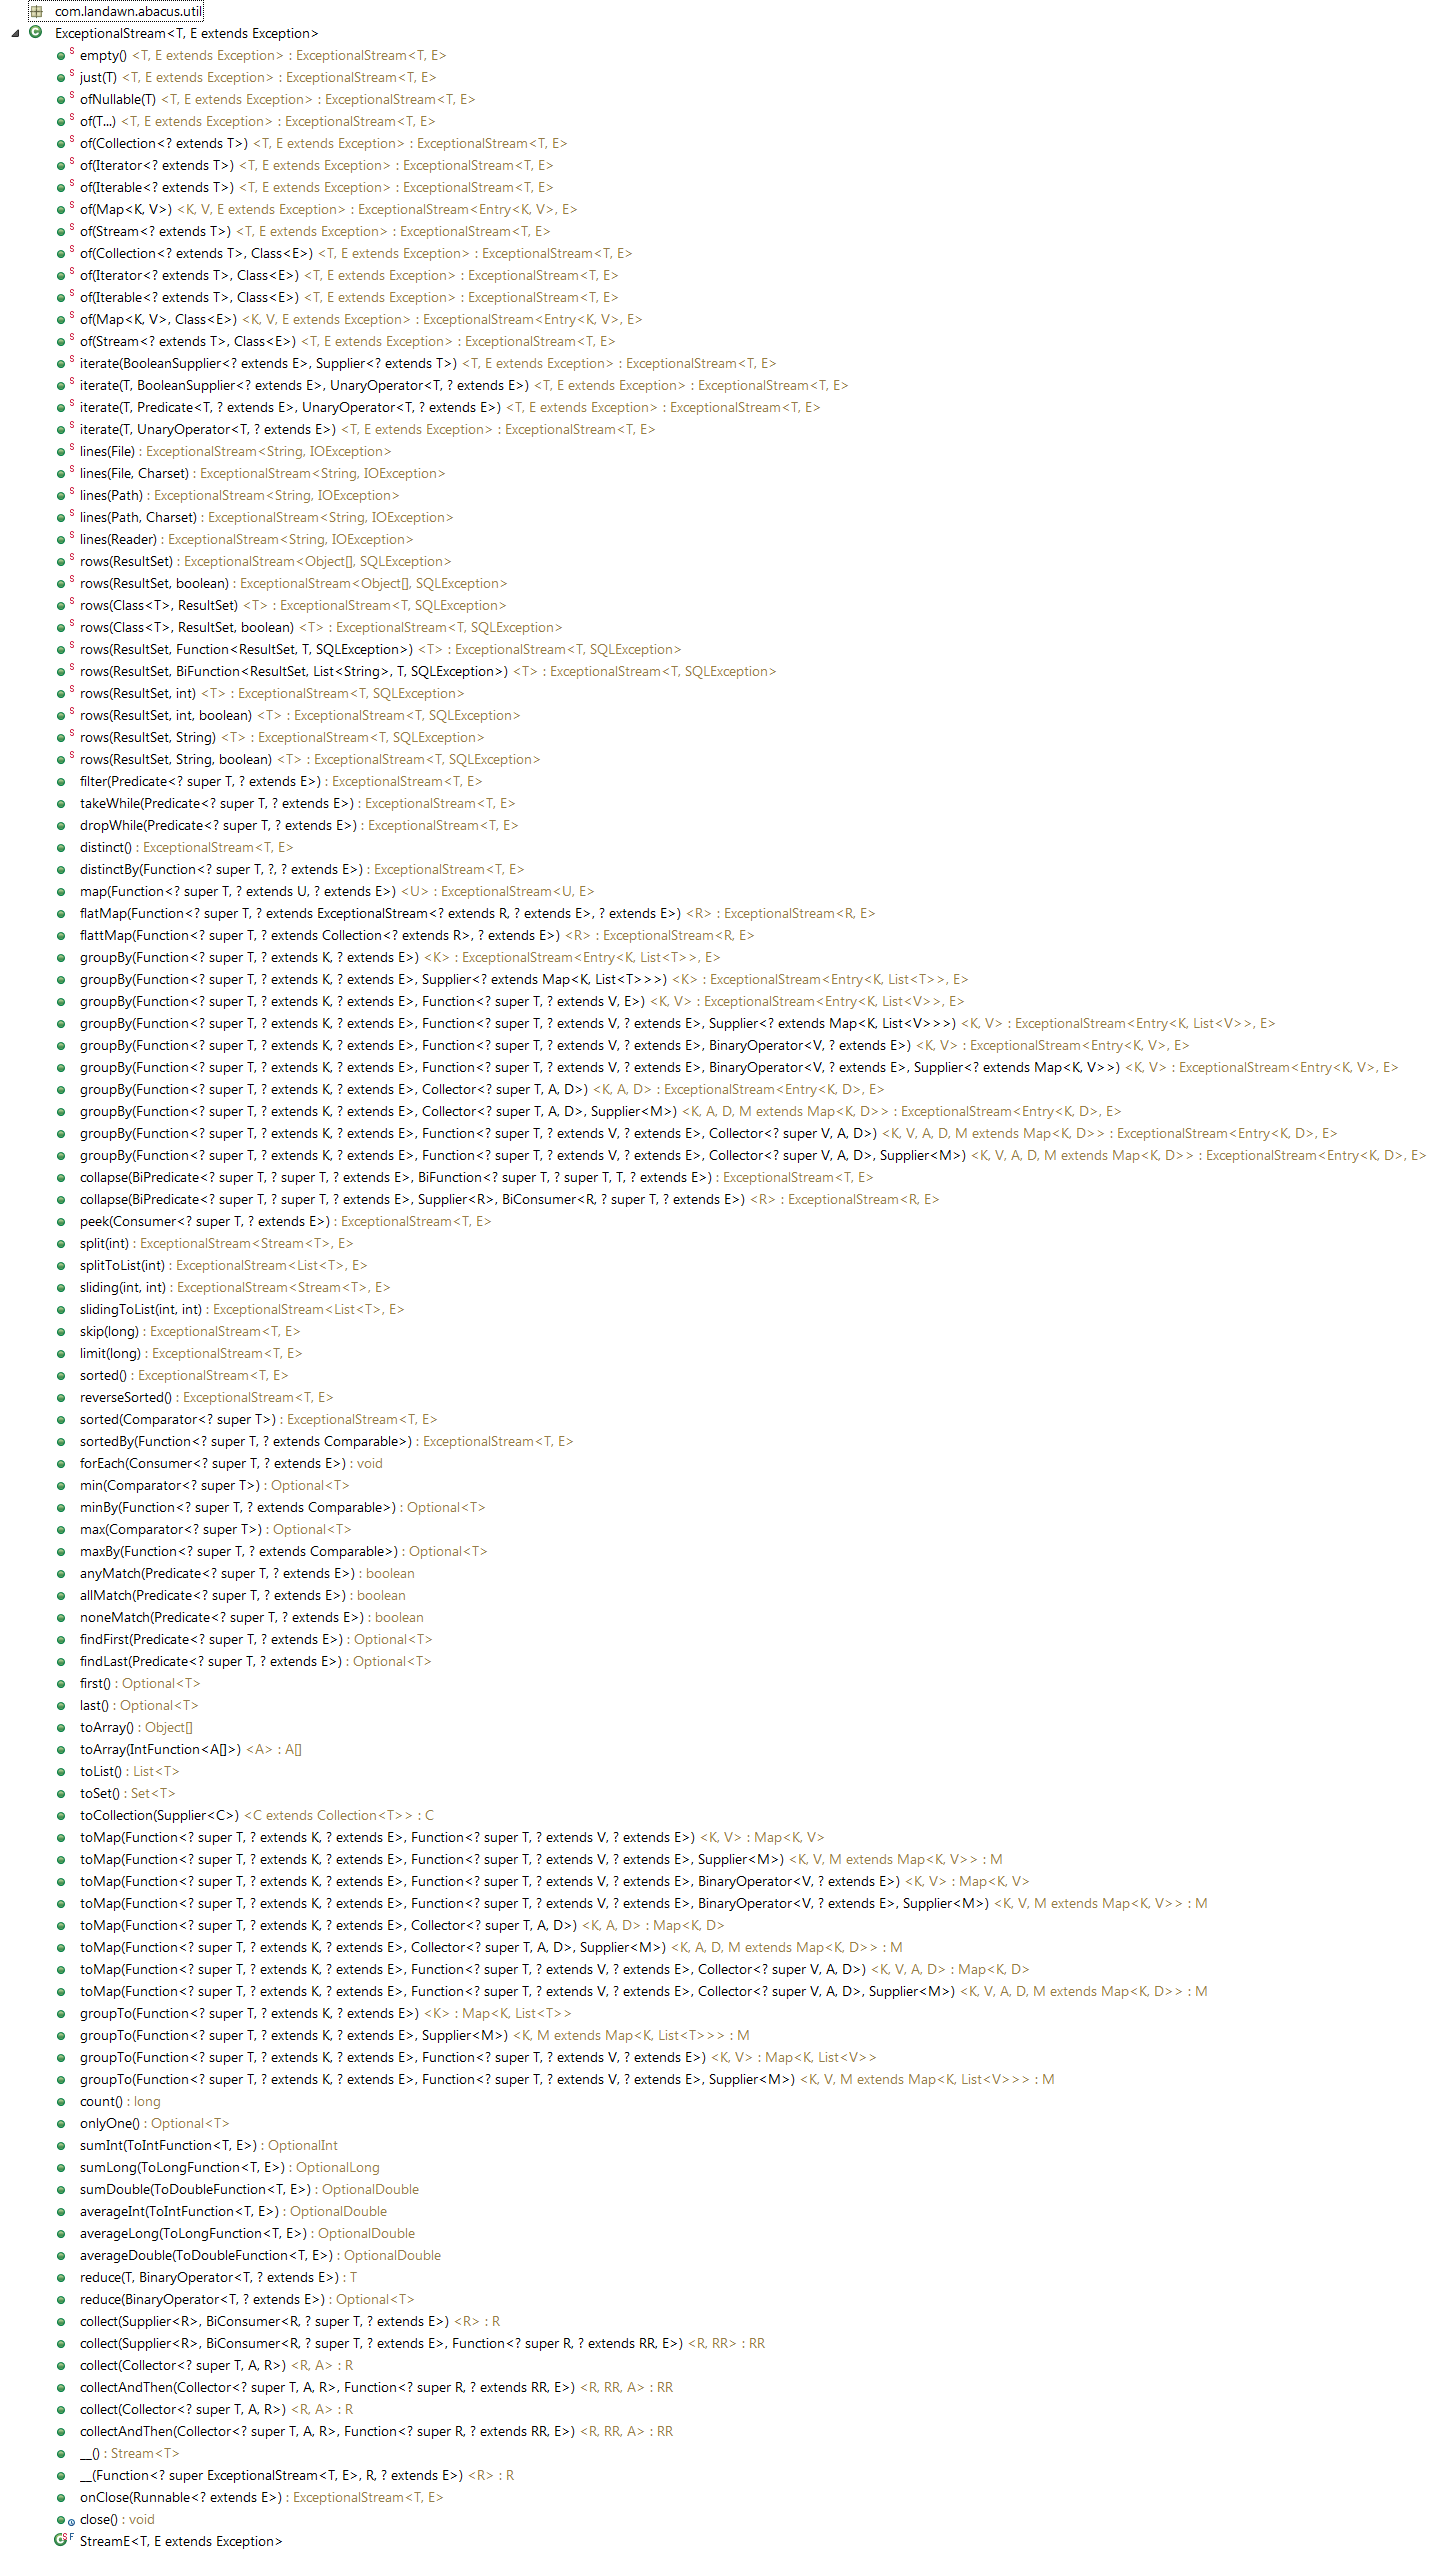 com.landawn.abacus.util
ExceptionalStream<T, E extends Exception>
empty() <T, E extends Exception> : ExceptionalStream<T, E>
just(T) <T, E extends Exception> : ExceptionalStream<T, E>
ofNullable(T) <T, E extends Exception> : ExceptionalStream<T, E>
of(T...) <T, E extends Exception> : ExceptionalStream<T, E>
of(Collection<? extends T>) <T, E extends Exception> : ExceptionalStream<T, E>
of(Iterator<? extends T>) <T, E extends Exception> : ExceptionalStream<T, E>
of(Iterable<? extends T>) <T, E extends Exception> : ExceptionalStream<T, E>
of(Map<K, V>) <K, V, E extends Exception> : ExceptionalStream<Entry<K, V>, E>
of(Stream<? extends T>) <T, E extends Exception> : ExceptionalStream<T, E>
of(Collection<? extends T>, Class<E>) <T, E extends Exception> : ExceptionalStream<T, E>
of(Iterator<? extends T>, Class<E>) <T, E extends Exception> : ExceptionalStream<T, E>
of(Iterable<? extends T>, Class<E>) <T, E extends Exception> : ExceptionalStream<T, E>
of(Map<K, V>, Class<E>) <K, V, E extends Exception> : ExceptionalStream<Entry<K, V>, E>
of(Stream<? extends T>, Class<E>) <T, E extends Exception> : ExceptionalStream<T, E>
iterate(BooleanSupplier<? extends E>, Supplier<? extends T>) <T, E extends Exception> : ExceptionalStream<T, E>
iterate(T, BooleanSupplier<? extends E>, UnaryOperator<T, ? extends E>) <T, E extends Exception> : ExceptionalStream<T, E>
iterate(T, Predicate<T, ? extends E>, UnaryOperator<T, ? extends E>) <T, E extends Exception> : ExceptionalStream<T, E>
iterate(T, UnaryOperator<T, ? extends E>) <T, E extends Exception> : ExceptionalStream<T, E>
lines(File) : ExceptionalStream<String, IOException>
lines(File, Charset) : ExceptionalStream<String, IOException>
lines(Path) : ExceptionalStream<String, IOException>
lines(Path, Charset) : ExceptionalStream<String, IOException>
lines(Reader) : ExceptionalStream<String, IOException>
rows(ResultSet) : ExceptionalStream<Object[], SQLException>
rows(ResultSet, boolean) : ExceptionalStream<Object[], SQLException>
rows(Class<T>, ResultSet) <T> : ExceptionalStream<T, SQLException>
rows(Class<T>, ResultSet, boolean) <T> : ExceptionalStream<T, SQLException>
rows(ResultSet, Function<ResultSet, T, SQLException>) <T> : ExceptionalStream<T, SQLException>
rows(ResultSet, BiFunction<ResultSet, List<String>, T, SQLException>) <T> : ExceptionalStream<T, SQLException>
rows(ResultSet, int) <T> : ExceptionalStream<T, SQLException>
rows(ResultSet, int, boolean) <T> : ExceptionalStream<T, SQLException>
rows(ResultSet, String) <T> : ExceptionalStream<T, SQLException>
rows(ResultSet, String, boolean) <T> : ExceptionalStream<T, SQLException>
filter(Predicate<? super T, ? extends E>) : ExceptionalStream<T, E>
takeWhile(Predicate<? super T, ? extends E>) : ExceptionalStream<T, E>
dropWhile(Predicate<? super T, ? extends E>) : ExceptionalStream<T, E>
distinct() : ExceptionalStream<T, E>
distinctBy(Function<? super T, ?, ? extends E>) : ExceptionalStream<T, E>
map(Function<? super T, ? extends U, ? extends E>) <U> : ExceptionalStream<U, E>
flatMap(Function<? super T, ? extends ExceptionalStream<? extends R, ? extends E>, ? extends E>) <R> : ExceptionalStream<R, E>
flattMap(Function<? super T, ? extends Collection<? extends R>, ? extends E>) <R> : ExceptionalStream<R, E>
groupBy(Function<? super T, ? extends K, ? extends E>) <K> : ExceptionalStream<Entry<K, List<T>>, E>
groupBy(Function<? super T, ? extends K, ? extends E>, Supplier<? extends Map<K, List<T>>>) <K> : ExceptionalStream<Entry<K, List<T>>, E>
groupBy(Function<? super T, ? extends K, ? extends E>, Function<? super T, ? extends V, E>) <K, V> : ExceptionalStream<Entry<K, List<V>>, E>
groupBy(Function<? super T, ? extends K, ? extends E>, Function<? super T, ? extends V, ? extends E>, Supplier<? extends Map<K, List<V>>>) <K, V> : ExceptionalStream<Entry<K, List<V>>, E>
groupBy(Function<? super T, ? extends K, ? extends E>, Function<? super T, ? extends V, ? extends E>, BinaryOperator<V, ? extends E>) <K, V> : ExceptionalStream<Entry<K, V>, E>
groupBy(Function<? super T, ? extends K, ? extends E>, Function<? super T, ? extends V, ? extends E>, BinaryOperator<V, ? extends E>, Supplier<? extends Map<K, V>>) <K, V> : ExceptionalStream<Entry<K, V>, E>
groupBy(Function<? super T, ? extends K, ? extends E>, Collector<? super T, A, D>) <K, A, D> : ExceptionalStream<Entry<K, D>, E>
groupBy(Function<? super T, ? extends K, ? extends E>, Collector<? super T, A, D>, Supplier<M>) <K, A, D, M extends Map<K, D>> : ExceptionalStream<Entry<K, D>, E>
groupBy(Function<? super T, ? extends K, ? extends E>, Function<? super T, ? extends V, ? extends E>, Collector<? super V, A, D>) <K, V, A, D, M extends Map<K, D>> : ExceptionalStream<Entry<K, D>, E>
groupBy(Function<? super T, ? extends K, ? extends E>, Function<? super T, ? extends V, ? extends E>, Collector<? super V, A, D>, Supplier<M>) <K, V, A, D, M extends Map<K, D>> : ExceptionalStream<Entry<K, D>, E>
collapse(BiPredicate<? super T, ? super T, ? extends E>, BiFunction<? super T, ? super T, T, ? extends E>) : ExceptionalStream<T, E>
collapse(BiPredicate<? super T, ? super T, ? extends E>, Supplier<R>, BiConsumer<R, ? super T, ? extends E>) <R> : ExceptionalStream<R, E>
peek(Consumer<? super T, ? extends E>) : ExceptionalStream<T, E>
split(int) : ExceptionalStream<Stream<T>, E>
splitToList(int) : ExceptionalStream<List<T>, E>
sliding(int, int) : ExceptionalStream<Stream<T>, E>
slidingToList(int, int) : ExceptionalStream<List<T>, E>
skip(long) : ExceptionalStream<T, E>
limit(long) : ExceptionalStream<T, E>
sorted() : ExceptionalStream<T, E>
reverseSorted() : ExceptionalStream<T, E>
sorted(Comparator<? super T>) : ExceptionalStream<T, E>
sortedBy(Function<? super T, ? extends Comparable>) : ExceptionalStream<T, E>
forEach(Consumer<? super T, ? extends E>) : void
min(Comparator<? super T>) : Optional<T>
minBy(Function<? super T, ? extends Comparable>) : Optional<T>
max(Comparator<? super T>) : Optional<T>
maxBy(Function<? super T, ? extends Comparable>) : Optional<T>
anyMatch(Predicate<? super T, ? extends E>) : boolean
allMatch(Predicate<? super T, ? extends E>) : boolean
noneMatch(Predicate<? super T, ? extends E>) : boolean
findFirst(Predicate<? super T, ? extends E>) : Optional<T>
findLast(Predicate<? super T, ? extends E>) : Optional<T>
first() : Optional<T>
last() : Optional<T>
toArray() : Object[]
toArray(IntFunction<A[]>) <A> : A[]
toList() : List<T>
toSet() : Set<T>
toCollection(Supplier<C>) <C extends Collection<T>> : C
toMap(Function<? super T, ? extends K, ? extends E>, Function<? super T, ? extends V, ? extends E>) <K, V> : Map<K, V>
toMap(Function<? super T, ? extends K, ? extends E>, Function<? super T, ? extends V, ? extends E>, Supplier<M>) <K, V, M extends Map<K, V>> : M
toMap(Function<? super T, ? extends K, ? extends E>, Function<? super T, ? extends V, ? extends E>, BinaryOperator<V, ? extends E>) <K, V> : Map<K, V>
toMap(Function<? super T, ? extends K, ? extends E>, Function<? super T, ? extends V, ? extends E>, BinaryOperator<V, ? extends E>, Supplier<M>) <K, V, M extends Map<K, V>> : M
toMap(Function<? super T, ? extends K, ? extends E>, Collector<? super T, A, D>) <K, A, D> : Map<K, D>
toMap(Function<? super T, ? extends K, ? extends E>, Collector<? super T, A, D>, Supplier<M>) <K, A, D, M extends Map<K, D>> : M
toMap(Function<? super T, ? extends K, ? extends E>, Function<? super T, ? extends V, ? extends E>, Collector<? super V, A, D>) <K, V, A, D> : Map<K, D>
toMap(Function<? super T, ? extends K, ? extends E>, Function<? super T, ? extends V, ? extends E>, Collector<? super V, A, D>, Supplier<M>) <K, V, A, D, M extends Map<K, D>> : M
groupTo(Function<? super T, ? extends K, ? extends E>) <K> : Map<K, List<T>>
groupTo(Function<? super T, ? extends K, ? extends E>, Supplier<M>) <K, M extends Map<K, List<T>>> : M
groupTo(Function<? super T, ? extends K, ? extends E>, Function<? super T, ? extends V, ? extends E>) <K, V> : Map<K, List<V>>
groupTo(Function<? super T, ? extends K, ? extends E>, Function<? super T, ? extends V, ? extends E>, Supplier<M>) <K, V, M extends Map<K, List<V>>> : M
count() : long
onlyOne() : Optional<T>
sumInt(ToIntFunction<T, E>) : OptionalInt
sumLong(ToLongFunction<T, E>) : OptionalLong
sumDouble(ToDoubleFunction<T, E>) : OptionalDouble
averageInt(ToIntFunction<T, E>) : OptionalDouble
averageLong(ToLongFunction<T, E>) : OptionalDouble
averageDouble(ToDoubleFunction<T, E>) : OptionalDouble
reduce(T, BinaryOperator<T, ? extends E>) : T
reduce(BinaryOperator<T, ? extends E>) : Optional<T>
collect(Supplier<R>, BiConsumer<R, ? super T, ? extends E>) <R> : R
collect(Supplier<R>, BiConsumer<R, ? super T, ? extends E>, Function<? super R, ? extends RR, E>) <R, RR> : RR
collect(Collector<? super T, A, R>) <R, A> : R
collectAndThen(Collector<? super T, A, R>, Function<? super R, ? extends RR, E>) <R, RR, A> : RR
collect(Collector<? super T, A, R>) <R, A> : R
collectAndThen(Collector<? super T, A, R>, Function<? super R, ? extends RR, E>) <R, RR, A> : RR
__() : Stream<T>
__(Function<? super ExceptionalStream<T, E>, R, ? extends E>) <R> : R
onClose(Runnable<? extends E>) : ExceptionalStream<T, E>
close() : void
StreamE<T, E extends Exception>